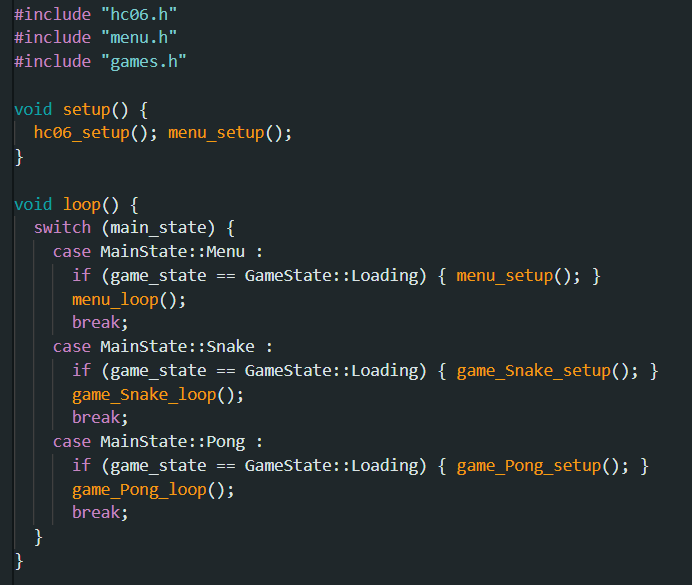 #include "hc06.h"
#include "menu.h"
#include "games.h"

void setup() {
  hc06_setup(); menu_setup();
}

void loop() {
  switch (main_state) {
    case MainState::Menu :
      if (game_state == GameState::Loading) { menu_setup(); }
      menu_loop();
      break;
    case MainState::Snake :
      if (game_state == GameState::Loading) { game_Snake_setup(); }
      game_Snake_loop();
      break;
    case MainState::Pong :
      if (game_state == GameState::Loading) { game_Pong_setup(); }
      game_Pong_loop();
      break;
  }
}